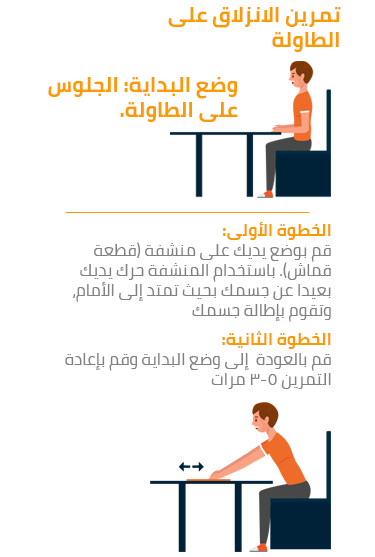 تمرين الانزلاق على
الطاولة
وضع البداية: الجلوس
على الطاولة.
الخطوة الأولى:
قم بوضع يديك على منشفة (قطعة
قماش). باستخدام المنشفة حرك يديك
بعيدا عن جسمك بحيث تمتد إلى الأمام,
وتقوم بإطالة جسمك
الخطوة الثانية:
قم بالعودة إلى وضع البداية وقم بإعادة
التمرين ٥-٣ مرات